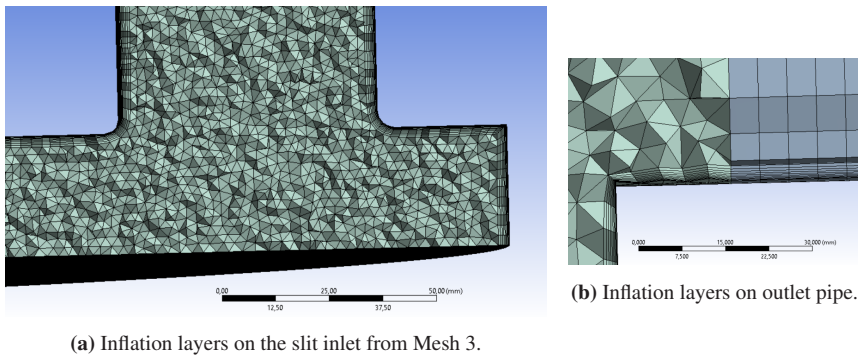 0,00 25,00 50,00 (mm)
12,50 37,50
(a) Inflation layers on the slit inlet from Mesh 3.
0,000 15,000 30,000 (mm)
7,500 22,500
(b) Inflation layers on outlet pipe.